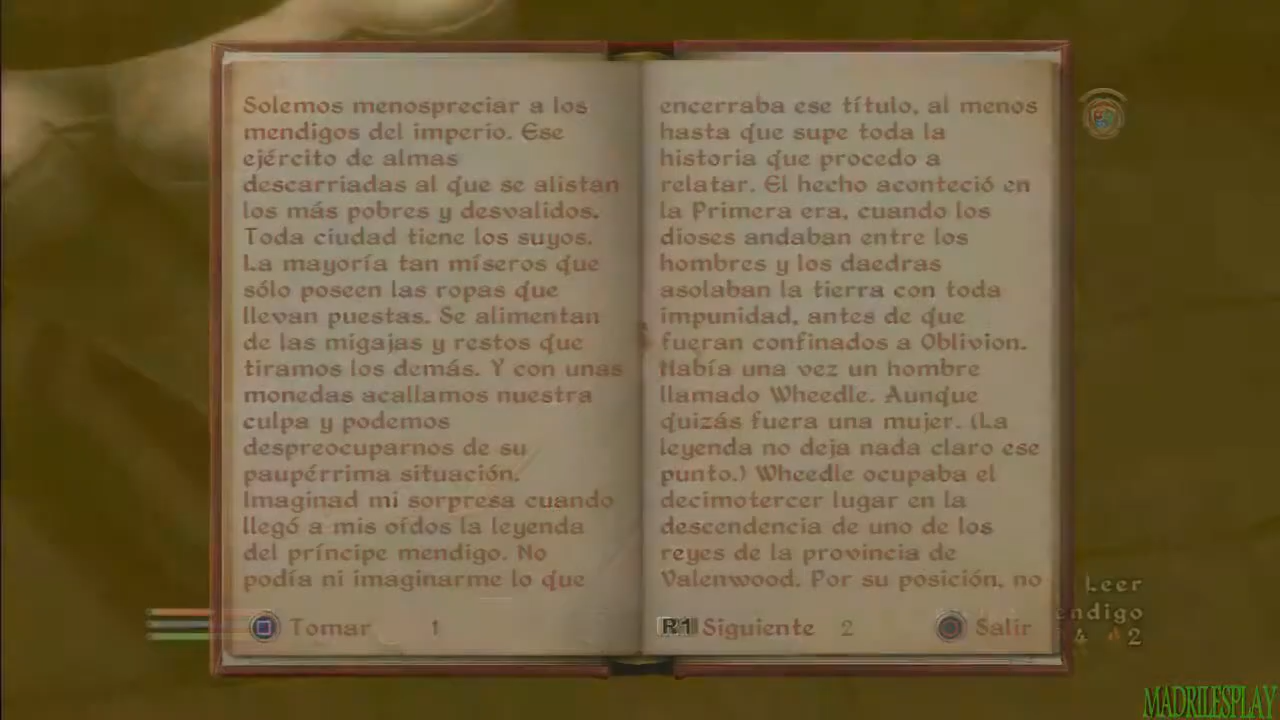 Solemos menospreciar a los
mendigos del imperio. Ese
ejército de almas
descarriadas al que se alistan
los más pobres y desvalidos.
Toda ciudad tiene los suyos.
La mayoría tan míseros que
sólo poseen las ropas que
llevan puestas. Se alimentan
de las migajas y restos que
tiramos los demás. Y con unas
monedas acallamos nuestra
culpa y podemos
despreocuparnos de su
paupérrima situación.
Imaginad mi sorpresa cuando
llegó a mis oídos la leyenda
del príncipe mendigo. No
podía ni imaginarme lo que
encerraba ese título, al menos
hasta que supe toda la
historia que procedo a
relatar. El hecho aconteció en
la Primera era, cuando los
dioses andaban entre los
hombres y los daedras
asolaban la tierra con toda
impunidad, antes de que
fueran confinados a Oblivion.
Había una vez un hombre
llamado Wheedle. Aunque
quizás fuera una mujer. (La
leyenda no deja nada claro ese
punto.) Wheedle ocupaba el
decimotercer lugar en la
descendencia de uno de los
reyes de la provincia de
Valenwood. Por su posición, no
Tomar 1
R1 Siguiente 2
Salir
Leer
endigo
4 2
MADRILESPLAY